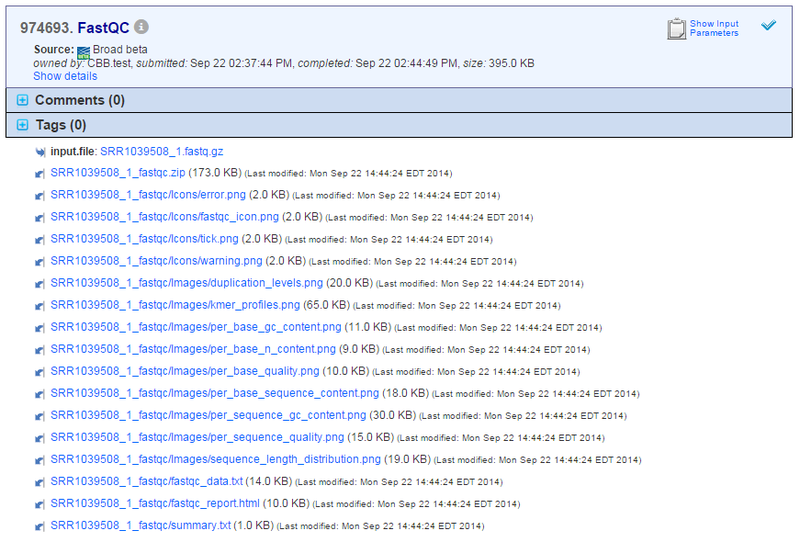 974693. FastQC
Show Input
Parameters
Source: Broad beta
owned by: CBB.test, submitted: Sep 22 02:37:44 PM, completed: Sep 22 02:44:49 PM, size: 395.0 KB
Show details
Comments (0)
Tags (0)
input.file: SRR1039508_1.fastq.gz
SRR1039508_1_fastqc.zip (173.0 KB) (Last modified: Mon Sep 22 14:44:24 EDT 2014)
SRR1039508_1_fastqc/Icons/error.png (2.0 KB) (Last modified: Mon Sep 22 14:44:24 EDT 2014)
SRR1039508_1_fastqc/Icons/fastqc_icon.png (2.0 KB) (Last modified: Mon Sep 22 14:44:24 EDT 2014)
SRR1039508_1_fastqc/Icons/tick.png (2.0 KB) (Last modified: Mon Sep 22 14:44:24 EDT 2014)
SRR1039508_1_fastqc/Icons/warning.png (2.0 KB) (Last modified: Mon Sep 22 14:44:24 EDT 2014)
SRR1039508_1_fastqc/Images/duplication_levels.png (20.0 KB) (Last modified: Mon Sep 22 14:44:24 EDT 2014)
SRR1039508_1_fastqc/Images/kmer_profiles.png (65.0 KB) (Last modified: Mon Sep 22 14:44:24 EDT 2014)
SRR1039508_1_fastqc/Images/per_base_gc_content.png (11.0 KB) (Last modified: Mon Sep 22 14:44:24 EDT 2014)
SRR1039508_1_fastqc/Images/per_base_n_content.png (9.0 KB) (Last modified: Mon Sep 22 14:44:24 EDT 2014)
SRR1039508_1_fastqc/Images/per_base_quality.png (10.0 KB) (Last modified: Mon Sep 22 14:44:24 EDT 2014)
SRR1039508_1_fastqc/Images/per_base_sequence_content.png (18.0 KB) (Last modified: Mon Sep 22 14:44:24 EDT 2014)
SRR1039508_1_fastqc/Images/per_sequence_gc_content.png (30.0 KB) (Last modified: Mon Sep 22 14:44:24 EDT 2014)
SRR1039508_1_fastqc/Images/per_sequence_quality.png (15.0 KB) (Last modified: Mon Sep 22 14:44:24 EDT 2014)
SRR1039508_1_fastqc/Images/sequence_length_distribution.png (19.0 KB) (Last modified: Mon Sep 22 14:44:24 EDT 2014)
SRR1039508_1_fastqc/fastqc_data.txt (14.0 KB) (Last modified: Mon Sep 22 14:44:24 EDT 2014)
SRR1039508_1_fastqc/fastqc_report.html (10.0 KB) (Last modified: Mon Sep 22 14:44:24 EDT 2014)
SRR1039508_1_fastqc/summary.txt (1.0 KB) (Last modified: Mon Sep 22 14:44:24 EDT 2014)